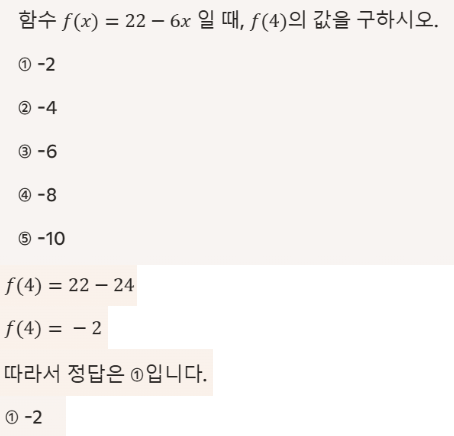 함수 f(x) = 22 − 6x 일 때, f(4)의 값을 구하시오.
① -2
② -4
③ -6
④ -8
⑤ -10
f(4) = 22 − 24
f(4) = − 2
따라서 정답은 ①입니다.
① -2